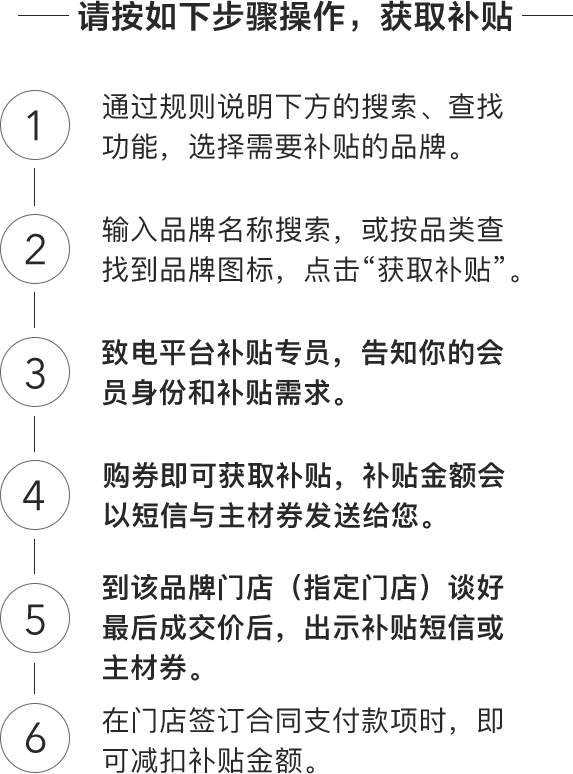 请按如下步骤操作，获取补贴
1
通过规则说明下方的搜索、查找
功能，选择需要补贴的品牌。
2
输入品牌名称搜索，或按品类查
找到品牌图标，点击“获取补贴”。
3
致电平台补贴专员，告知你的会
员身份和补贴需求。
4
购券即可获取补贴，补贴金额会
以短信与主材券发送给您。
5
到该品牌门店（指定门店）谈好
最后成交价后，出示补贴短信或
主材券。
6
在门店签订合同支付款项时，即
可减扣补贴金额。